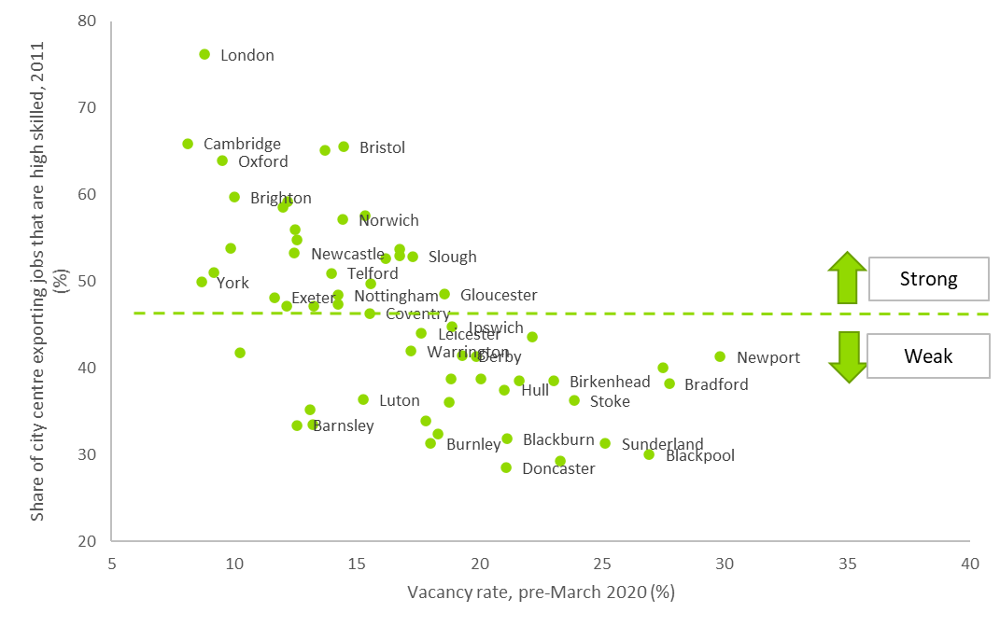 Share of city centre exporting jobs that are high skilled, 2011
(%)
80
70
60
50
40
30
20
London
Cambridge
Oxford
Bristol
Brighton
Norwich
Newcastle
Slough
Telford
York
Exeter
Nottingham
Gloucester
Coventry
Ipswich
Leicester
Warrington
Derby
Newport
Birkenhead
Bradford
Hull
Luton
Stoke
Barnsley
Burnley
Blackburn
Sunderland
Blackpool
Doncaster
Strong
Weak
5 10 15 20 25 30 35 40
Vacancy rate, pre-March 2020 (%)